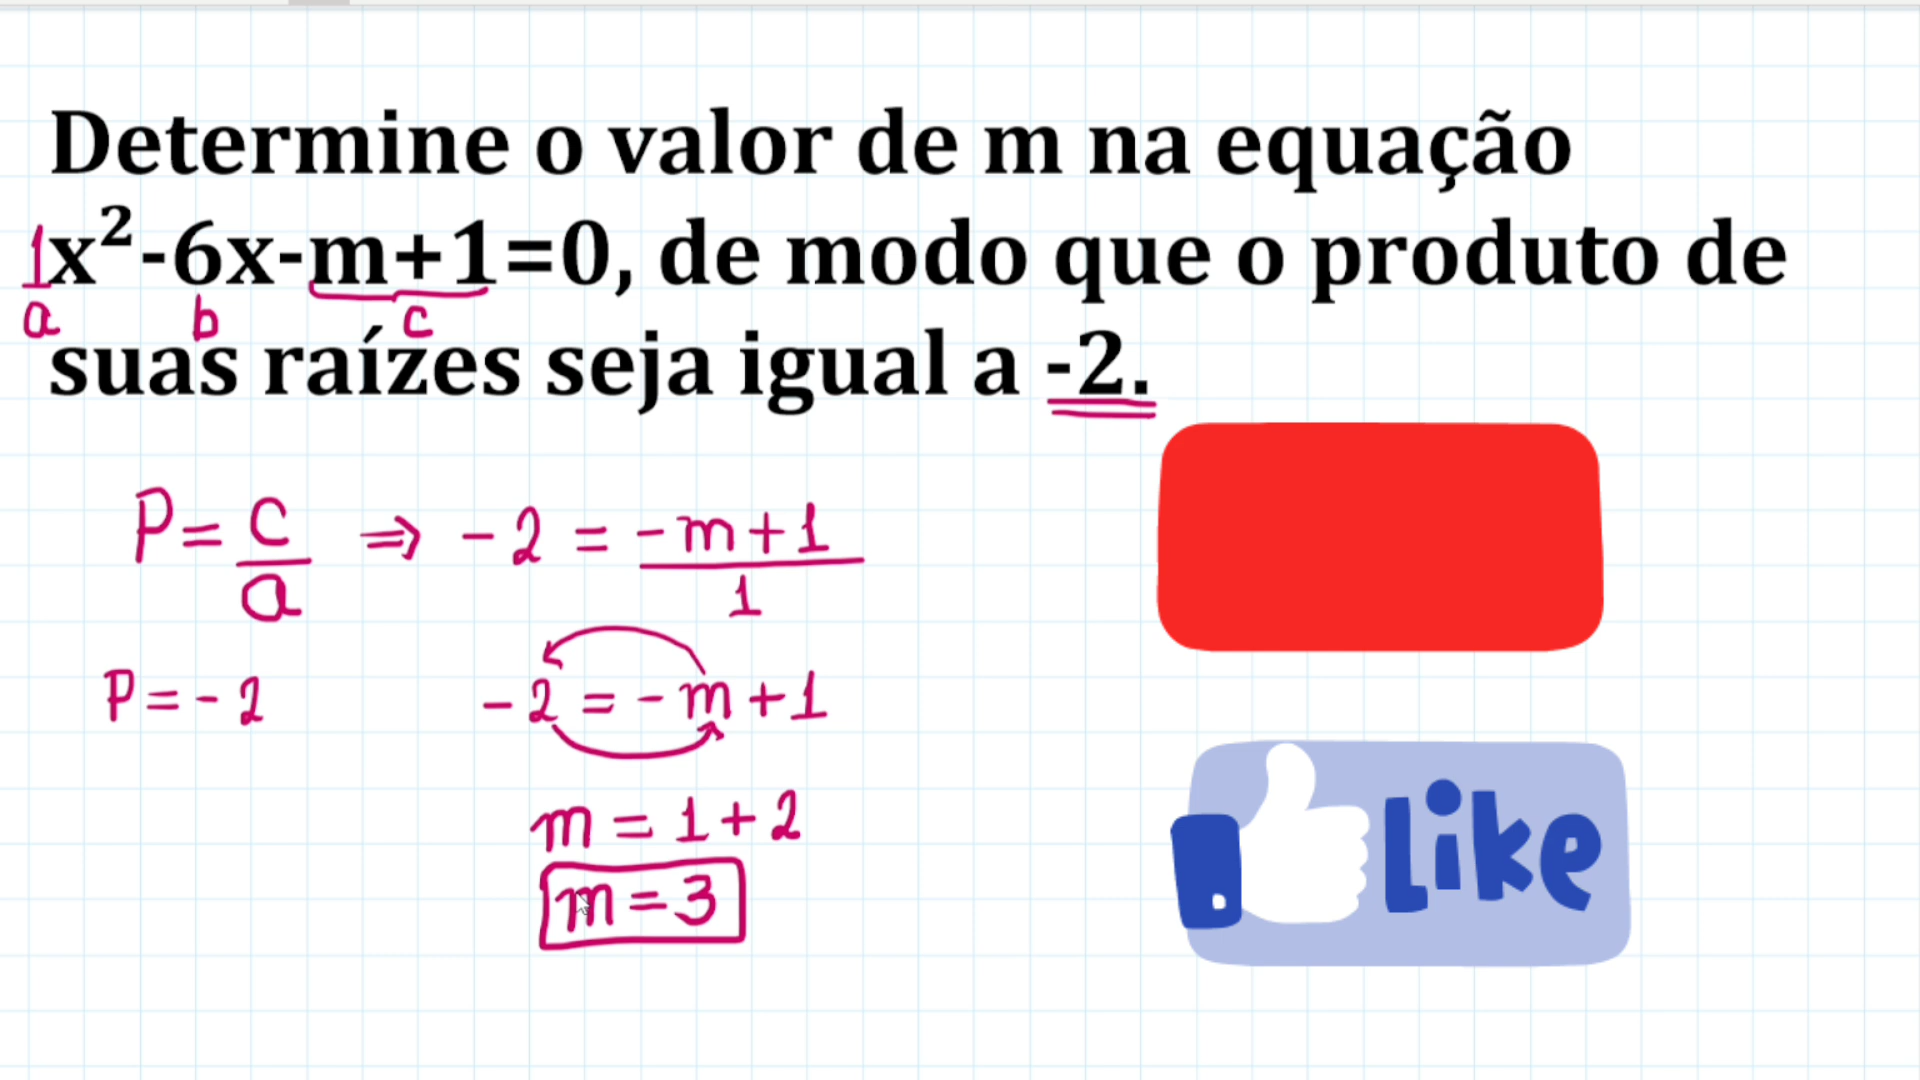 Determine o valor de m na equação
1x²-6x-m+1=0, de modo que o produto de
a b c
suas raízes seja igual a -2.
P = c/a ⇒ -2 = -m+1/1
P = -2 -2 = -m+1
m = 1+2
m = 3
Like